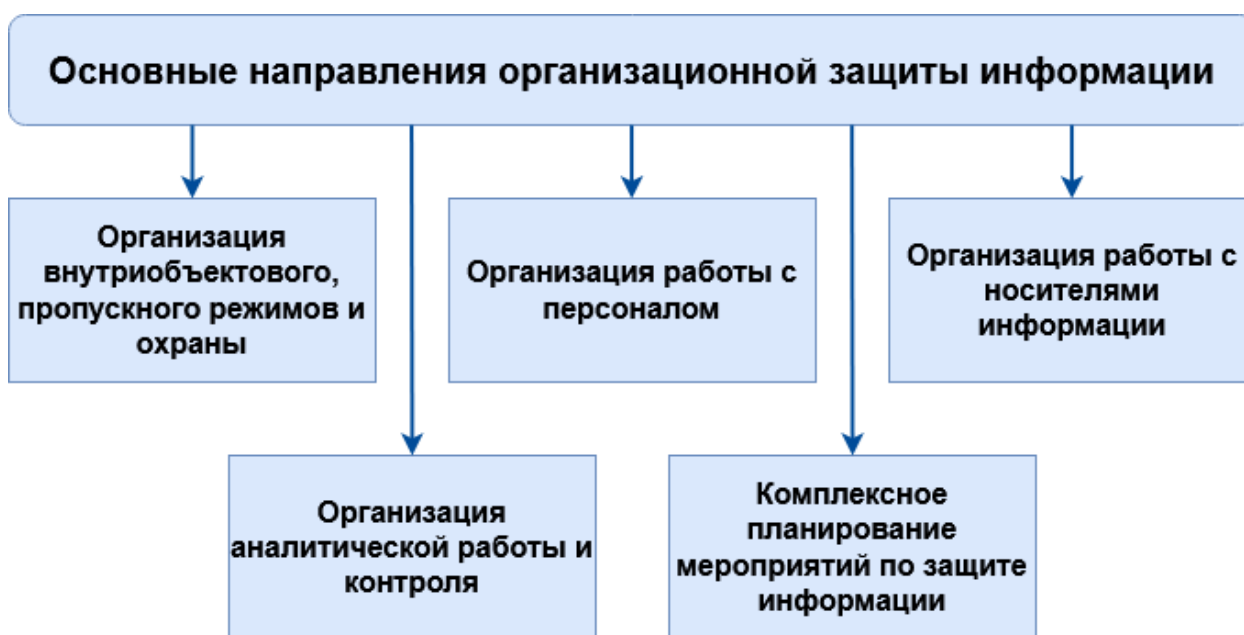 Основные направления организационной защиты информации
Организация
внутриобъектового,
пропускного режимов и
охраны
Организация работы с
персоналом
Организация работы с
носителями
информации
Организация
аналитической работы и
контроля
Комплексное
планирование
мероприятий по защите
информации